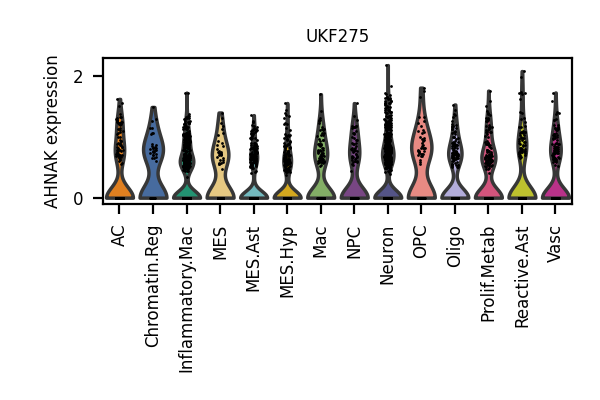 UKF275
AHNAK expression
2
0
AC
Chromatin.Reg
Inflammatory.Mac
MES
MES.Ast
MES.Hyp
Mac
NPC
Neuron
OPC
Oligo
Prolif.Metab
Reactive.Ast
Vasc